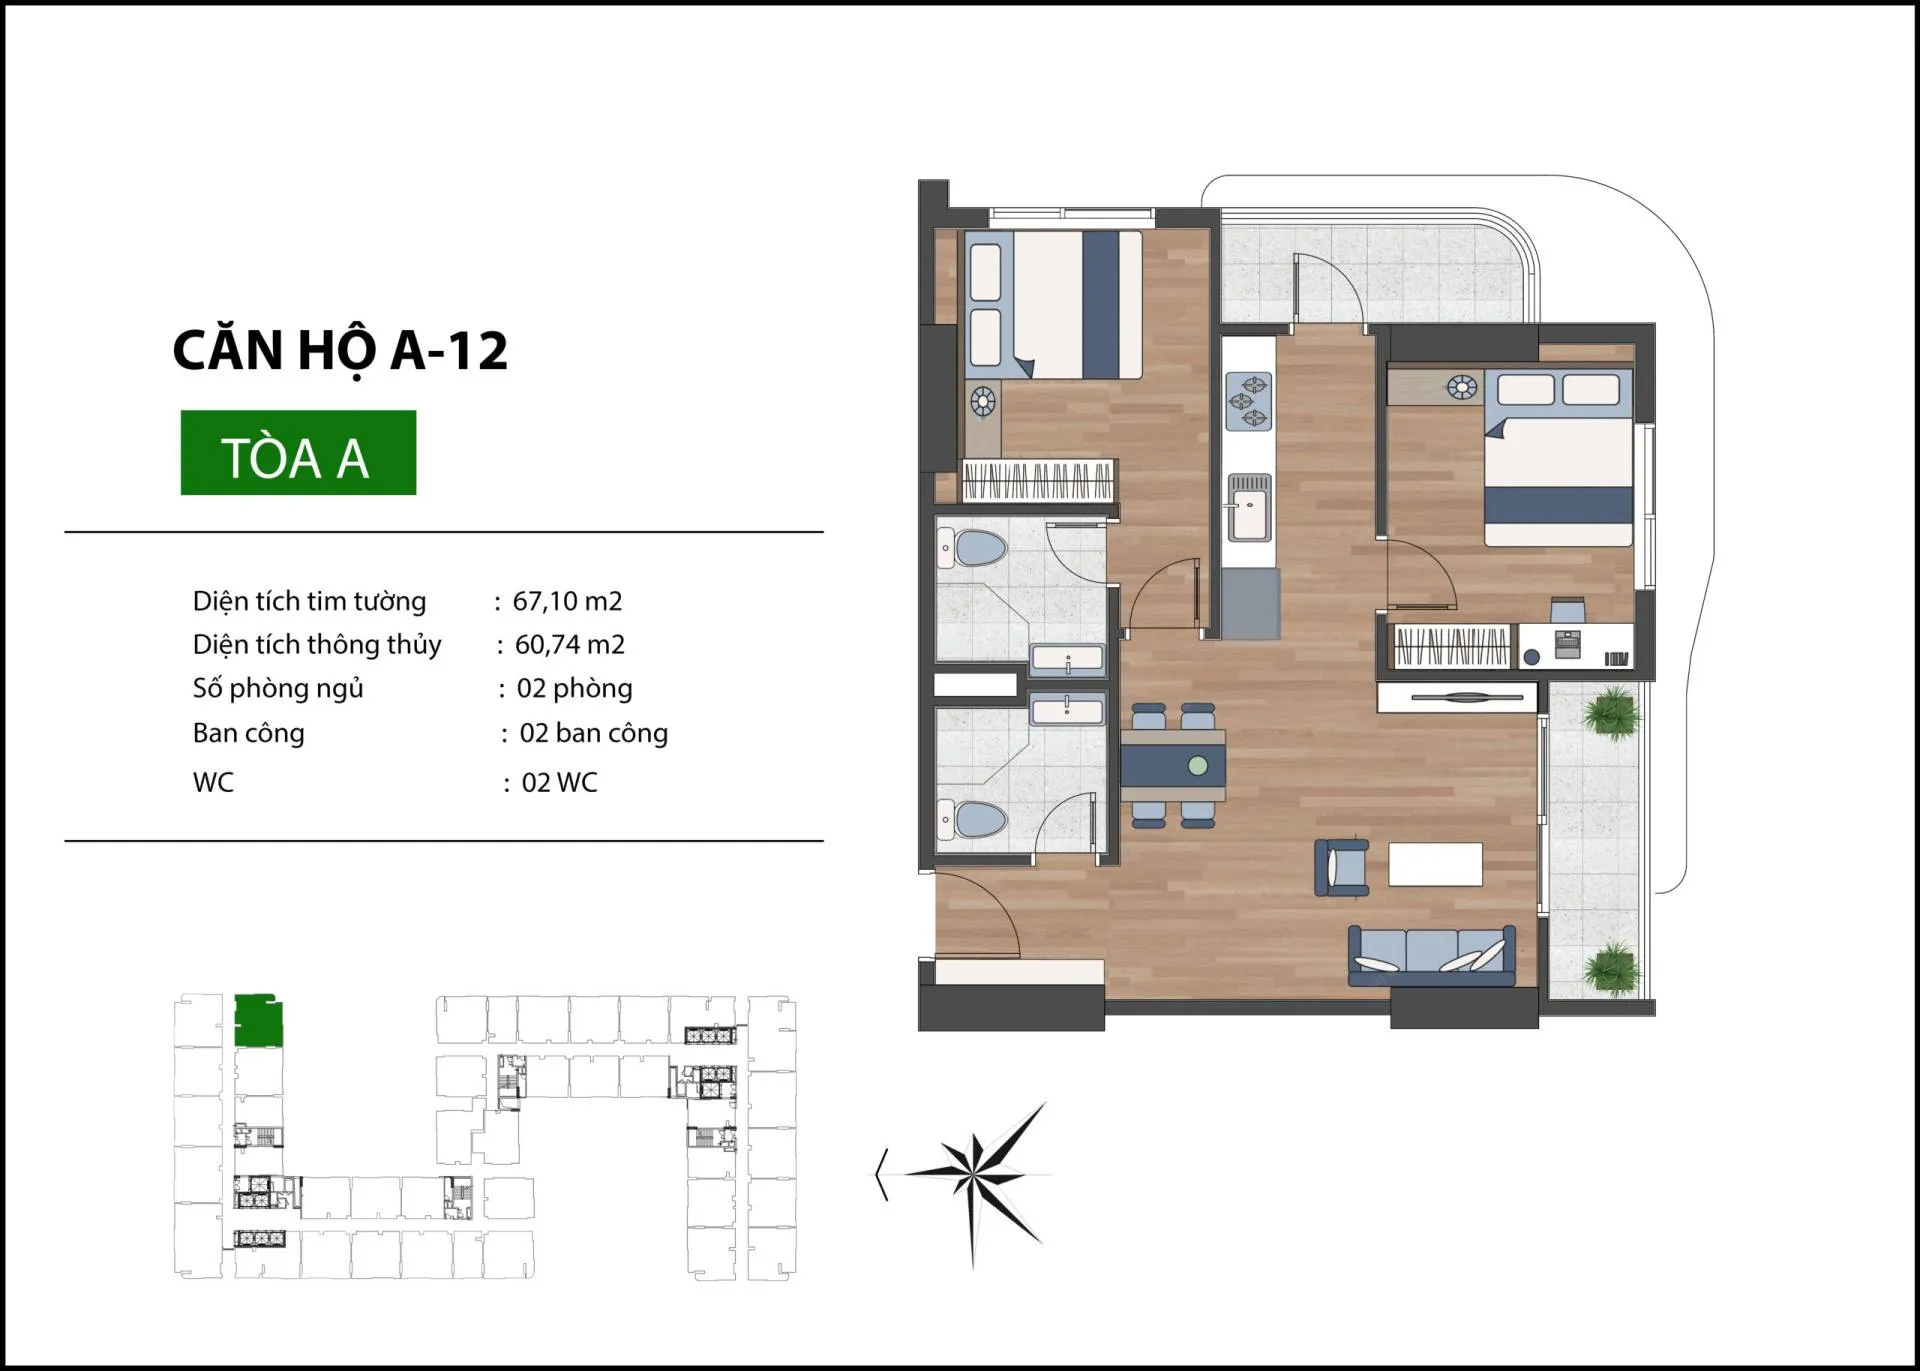 CĂN HỘ A-12
TÒA A
Diện tích tim tường : 67,10 m2
Diện tích thông thủy : 60,74 m2
Số phòng ngủ : 02 phòng
Ban công : 02 ban công
WC : 02 WC